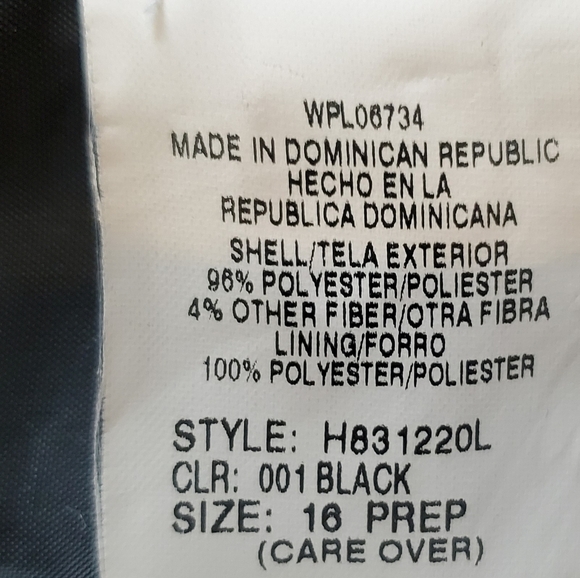 WPL06734
MADE IN DOMINICAN REPUBLIC
HECHO EN LA
REPUBLICA DOMINICANA
SHELL/TELA EXTERIOR
96% POLYESTER/POLIESTER
4% OTHER FIBER/OTRA FIBRA
LINING/FORRO
100% POLYESTER/POLIESTER
STYLE: H831220L
CLR: 001 BLACK
SIZE: 16 PREP
(CARE OVER)